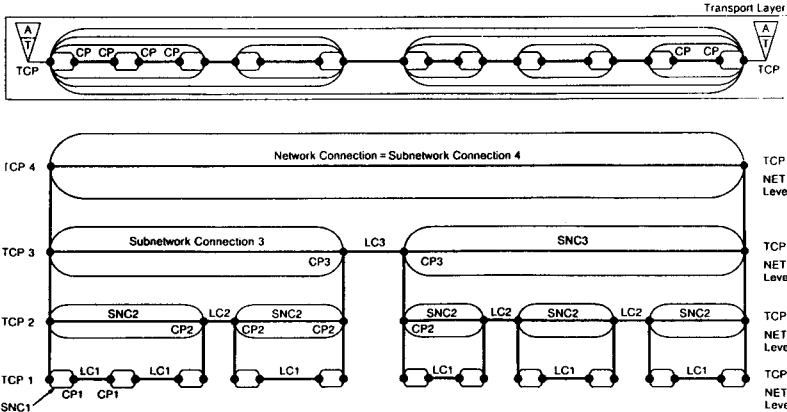 Transport Layer
A A
T T
CP CP CP CP CP CP
TCP TCP
TCP 4 Network Connection = Subnetwork Connection 4 TCP
NET
Leve
TCP 3 Subnetwork Connection 3 LC3 SNC3 TCP
CP3 CP3 NET
Leve
TCP 2 SNC2 LC2 SNC2 SNC2 LC2 SNC2 LC2 SNC2 TCP
CP2 CP2 CP2 CP2 NET
Leve
TCP 1 LC1 LC1 LC1 LC1 LC1 LC1 TCP
CP1 CP1 NET
SNC1 Leve